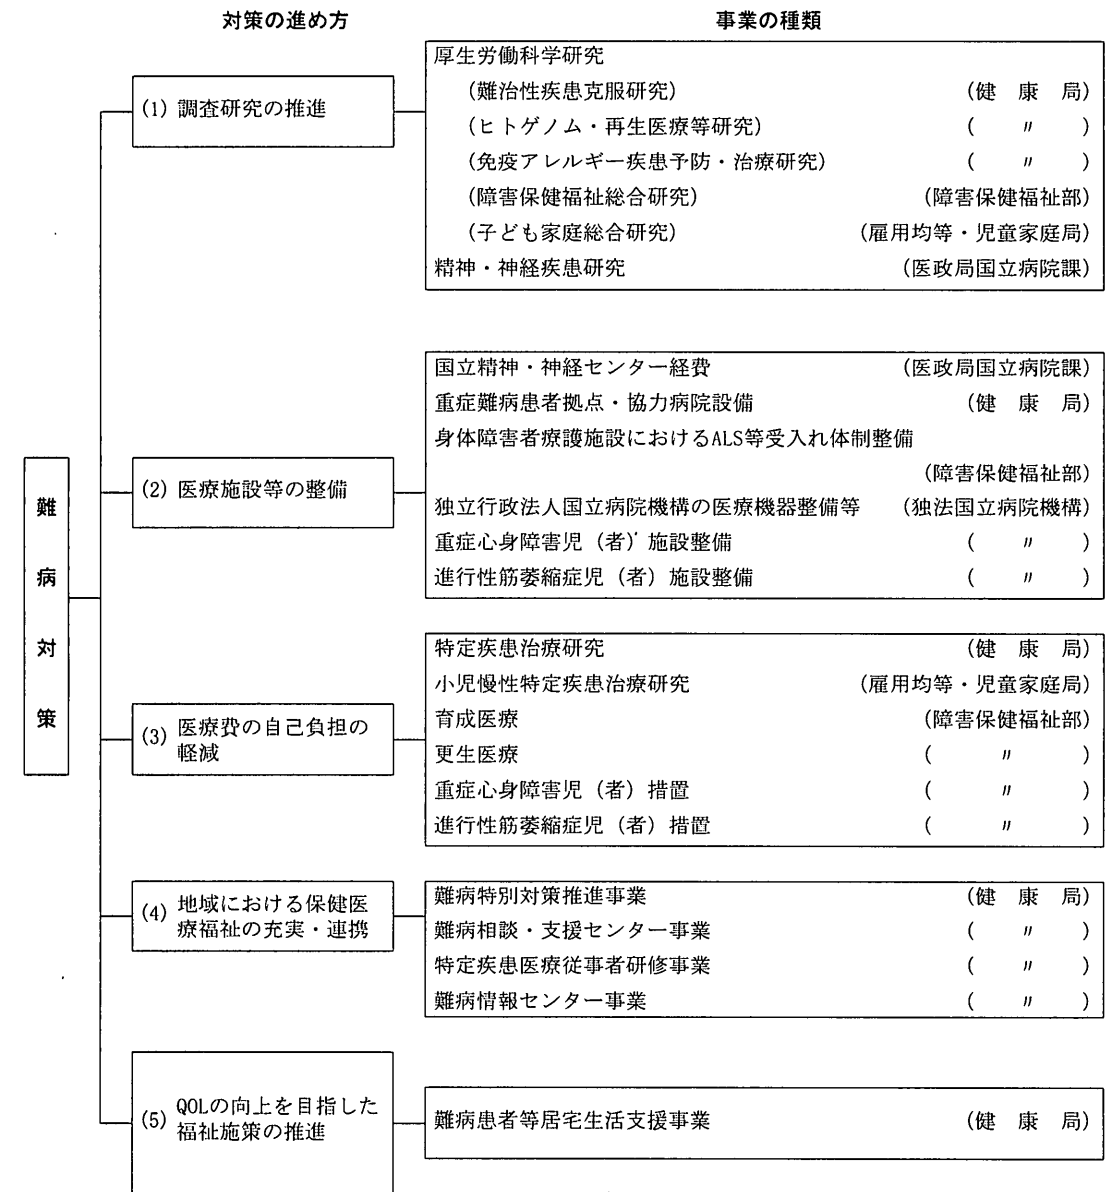 対策の進め方　事業の種類
難病対策
(1) 調査研究の推進
厚生労働科学研究
(難治性疾患克服研究)　(健　康　局)
(ヒトゲノム・再生医療等研究)　(　〃　)
(免疫アレルギー疾患予防・治療研究)　(　〃　)
(障害保健福祉総合研究)　(障害保健福祉部)
(子ども家庭総合研究)　(雇用均等・児童家庭局)
精神・神経疾患研究　(医政局国立病院課)
(2) 医療施設等の整備
国立精神・神経センター経費　(医政局国立病院課)
重症難病患者拠点・協力病院設備　(健　康　局)
身体障害者療護施設におけるALS等受入れ体制整備
(障害保健福祉部)
独立行政法人国立病院機構の医療機器整備等　(独法国立病院機構)
重症心身障害児（者）施設整備　(　〃　)
進行性筋萎縮症児（者）施設整備　(　〃　)
(3) 医療費の自己負担の
軽減
特定疾患治療研究　(健　康　局)
小児慢性特定疾患治療研究　(雇用均等・児童家庭局)
育成医療　(障害保健福祉部)
更生医療　(　〃　)
重症心身障害児（者）措置　(　〃　)
進行性筋萎縮症児（者）措置　(　〃　)
(4) 地域における保健医
療福祉の充実・連携
難病特別対策推進事業　(健　康　局)
難病相談・支援センター事業　(　〃　)
特定疾患医療従事者研修事業　(　〃　)
難病情報センター事業　(　〃　)
(5) QOLの向上を目指した
福祉施策の推進
難病患者等居宅生活支援事業　(健　康　局)